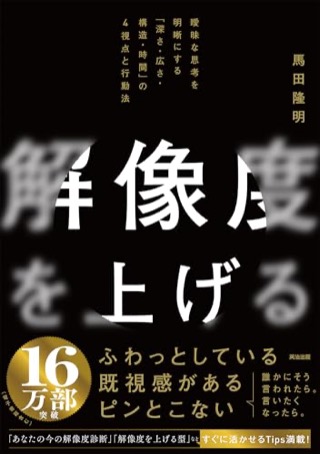 曖昧な思考を
明晰にする
「深さ・広さ・
構造・時間」の
4視点と行動法
馬田隆明
解像度
を上げる
16
万部
突破
ふわっとしている
既視感がある
ピンとこない
誰かにそう
言われたら。
言いたく
なったら。
英治出版
「あなたの今の解像度診断」「解像度を上げる型」など
すぐに活かせるTips満載!